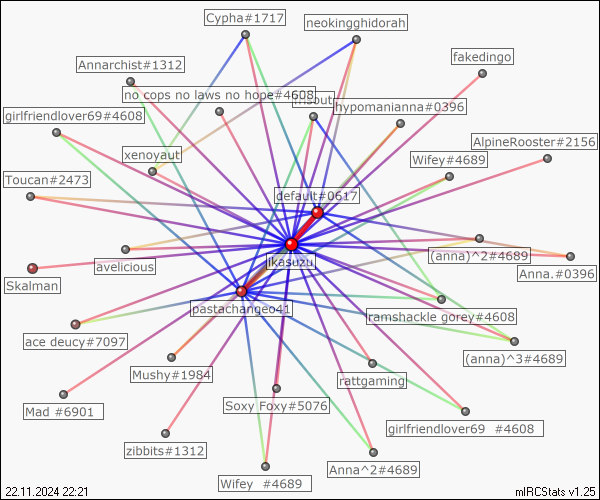 Cypha#1717
neokingghidorah
fakedingo
Annarchist#1312
no cops no laws no hope#4608
hypomanianna#0396
girlfriendlover69#4608
AlpineRooster#2156
xenoyaut
Wifey#4689
Toucan#2473
default#0617
(anna)^2#4689
jkasuzu
avelicious
Anna.#0396
Skalman
pastachangeo41
ramshackle gorey#4608
ace deucy#7097
(anna)^3#4689
Mushy#1984
rattgaming
Soxy Foxy#5076
Mad #6901
girlfriendlover69 #4608
zibbits#1312
Anna^2#4689
Wifey #4689
22.11.2024 22:21
mIRCStats v1.25